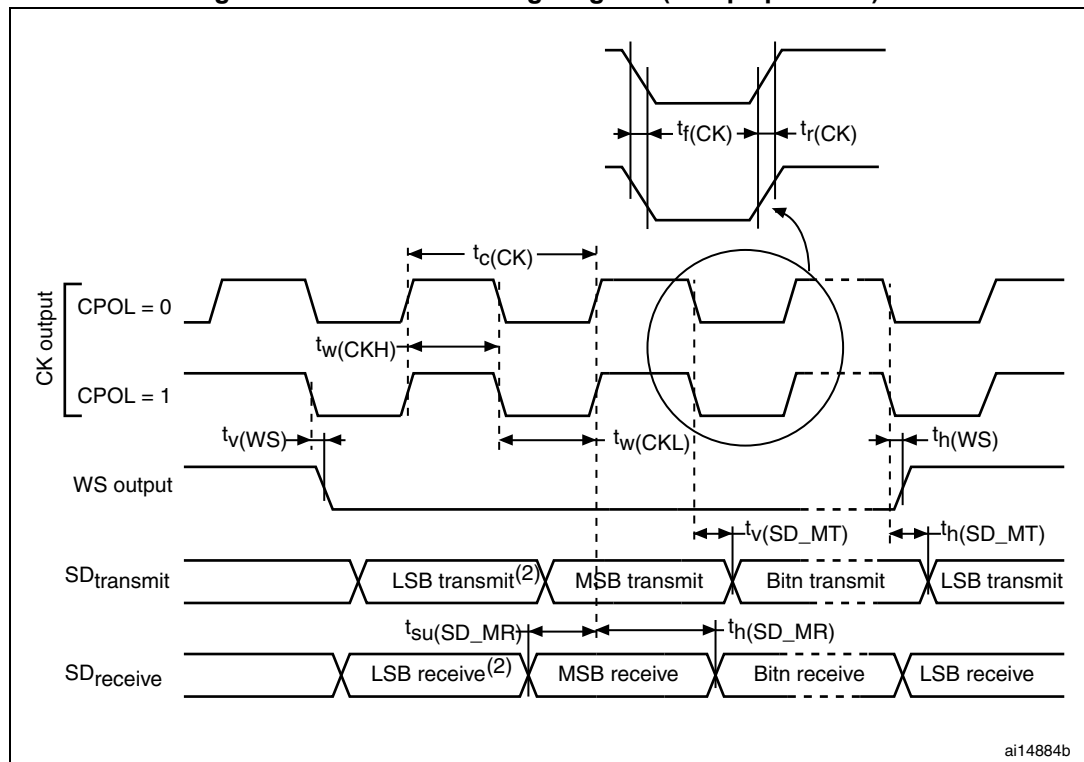 tf(CK)
tr(CK)
tc(CK)
CK output
CPOL = 0
tw(CKH)
CPOL = 1
tv(WS)
tw(CKL)
th(WS)
WS output
tv(SD_MT)
th(SD_MT)
SDtransmit
LSB transmit(2)
MSB transmit
Bitn transmit
LSB transmit
tsu(SD_MR)
th(SD_MR)
SDreceive
LSB receive(2)
MSB receive
Bitn receive
LSB receive
ai14884b